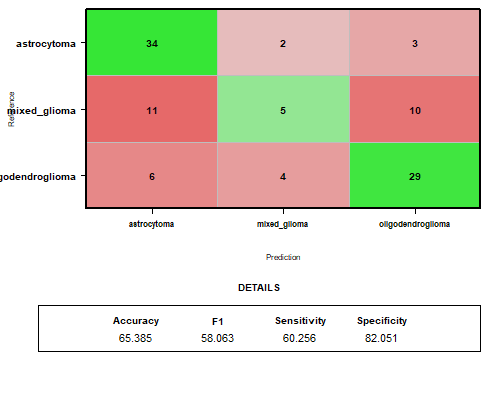 astrocytoma 34 2 3
mixed_glioma 11 5 10
godendroglioma 6 4 29
Reference
astrocytoma mixed_glioma oligodendroglioma
Prediction
DETAILS
Accuracy F1 Sensitivity Specificity
65.385 58.063 60.256 82.051